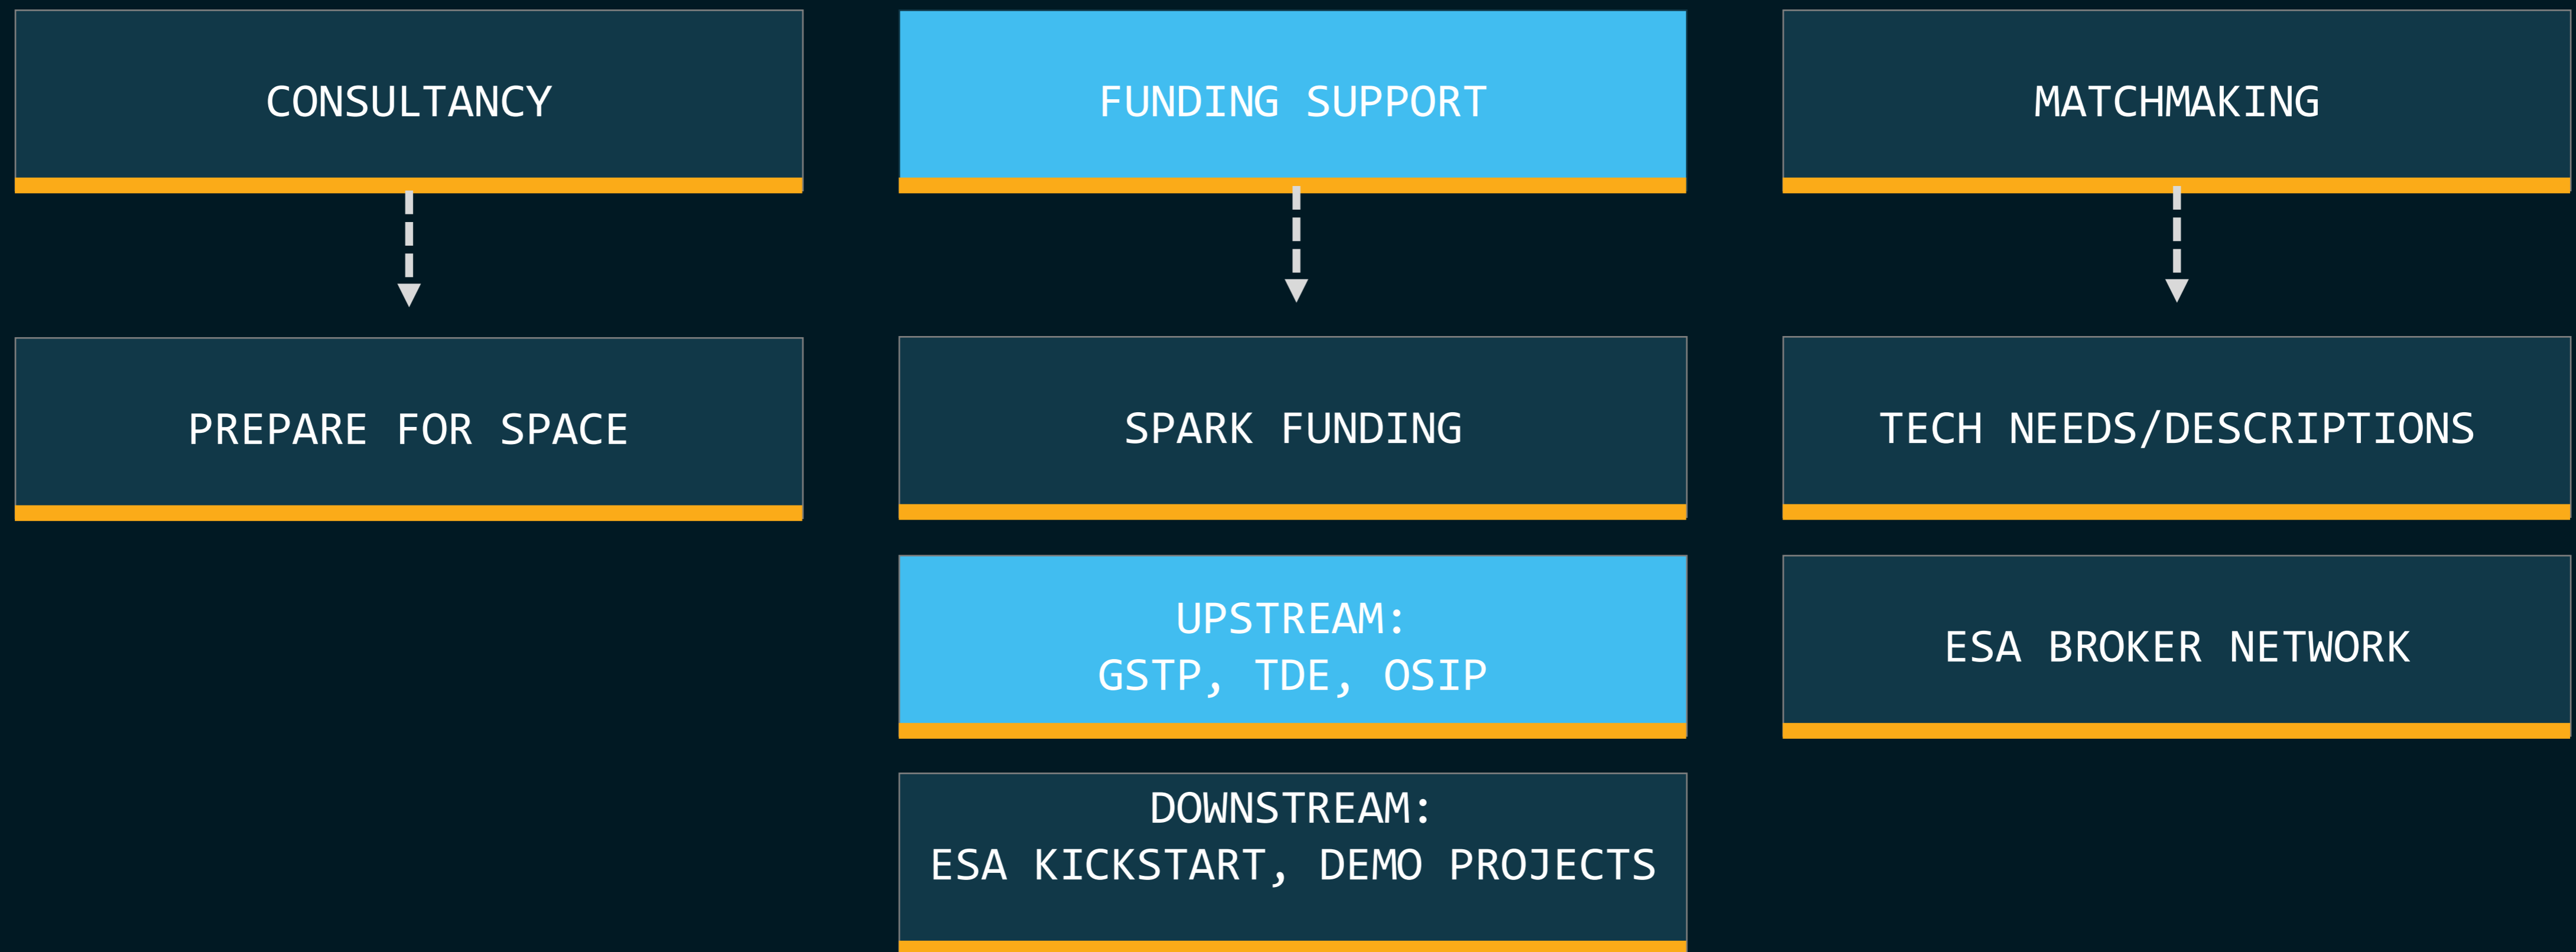 CONSULTANCY
FUNDING SUPPORT
MATCHMAKING
PREPARE FOR SPACE
SPARK FUNDING
TECH NEEDS/DESCRIPTIONS
UPSTREAM:
GSTP, TDE, OSIP
ESA BROKER NETWORK
DOWNSTREAM:
ESA KICKSTART, DEMO PROJECTS